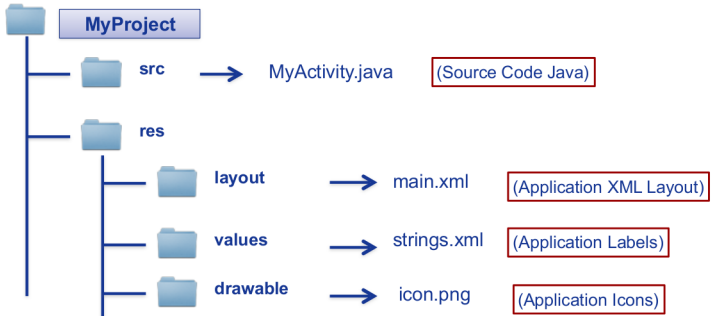 MyProject
src MyActivity.java (Source Code Java)
res
layout main.xml (Application XML Layout)
values strings.xml (Application Labels)
drawable icon.png (Application Icons)